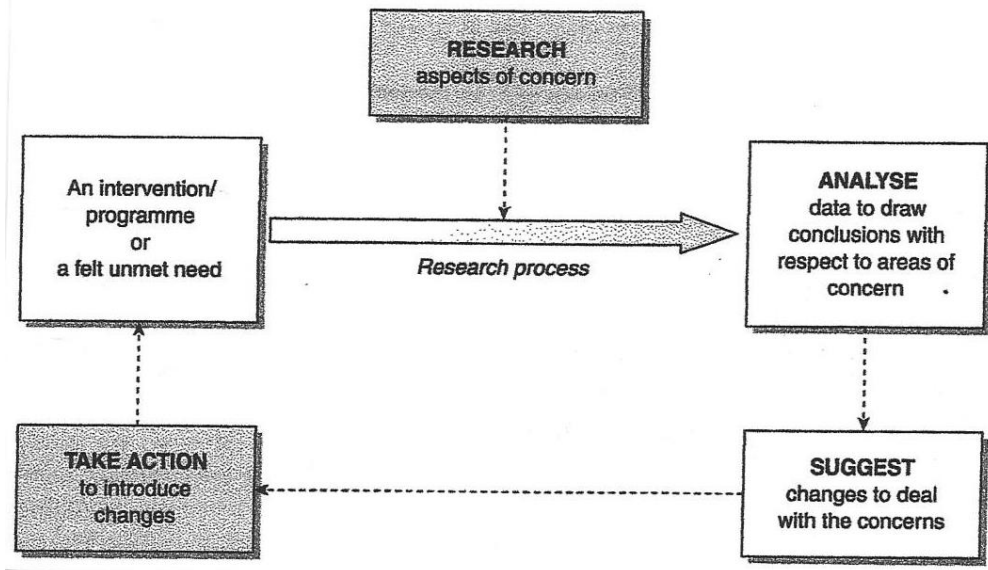 RESEARCH
aspects of concern
An intervention/
programme
or
a felt unmet need
Research process
ANALYSE
data to draw
conclusions with
respect to areas of
concern
TAKE ACTION
to introduce
changes
SUGGEST
changes to deal
with the concerns